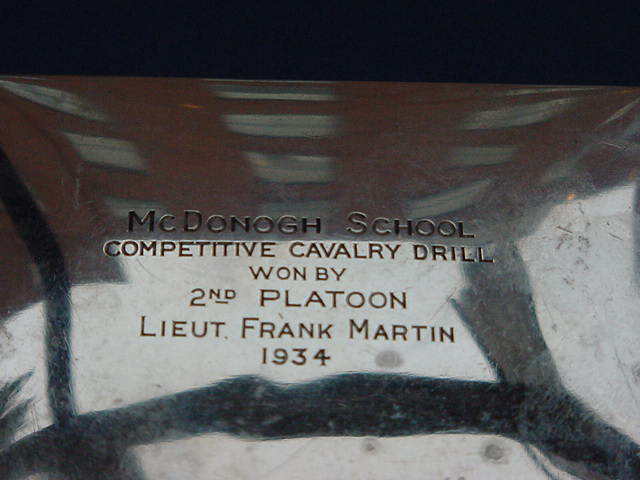 McDonogh School
COMPETITIVE CAVALRY DRILL
WON BY
2ND PLATOON
LIEUT. FRANK MARTIN
1934